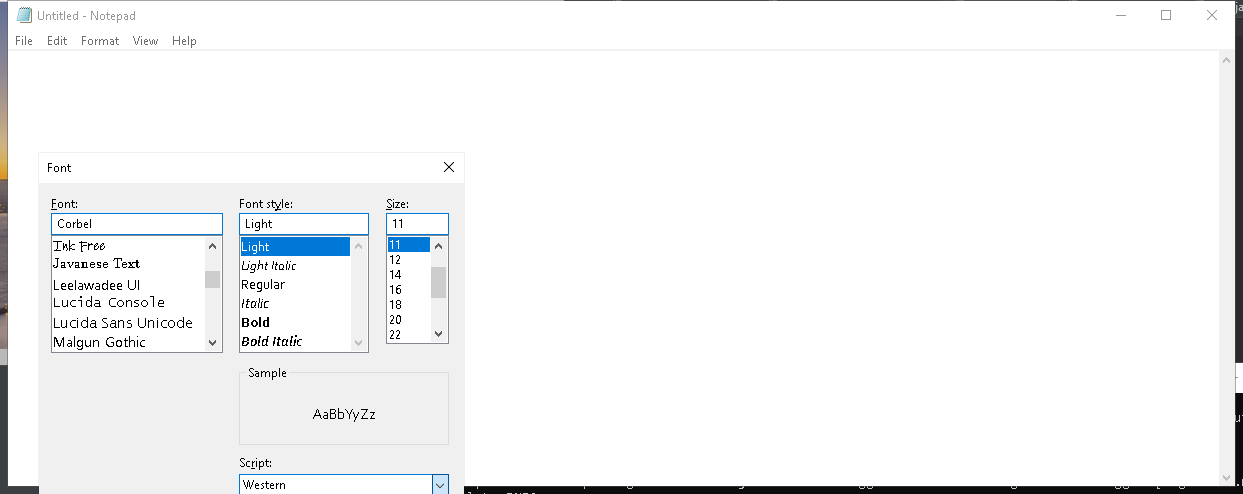 Untitled - Notepad
File Edit Format View Help
Font
Font: Font style: Size:
Corbel Light 11
Ink Free Light 11
Javanese Text Light Italic 12
Leelawadee UI Regular 14
Lucida Console Italic 16
Lucida Sans Unicode Bold 18
Malgun Gothic Bold Italic 20
22
Sample
AaBbYyZz
Script:
Western